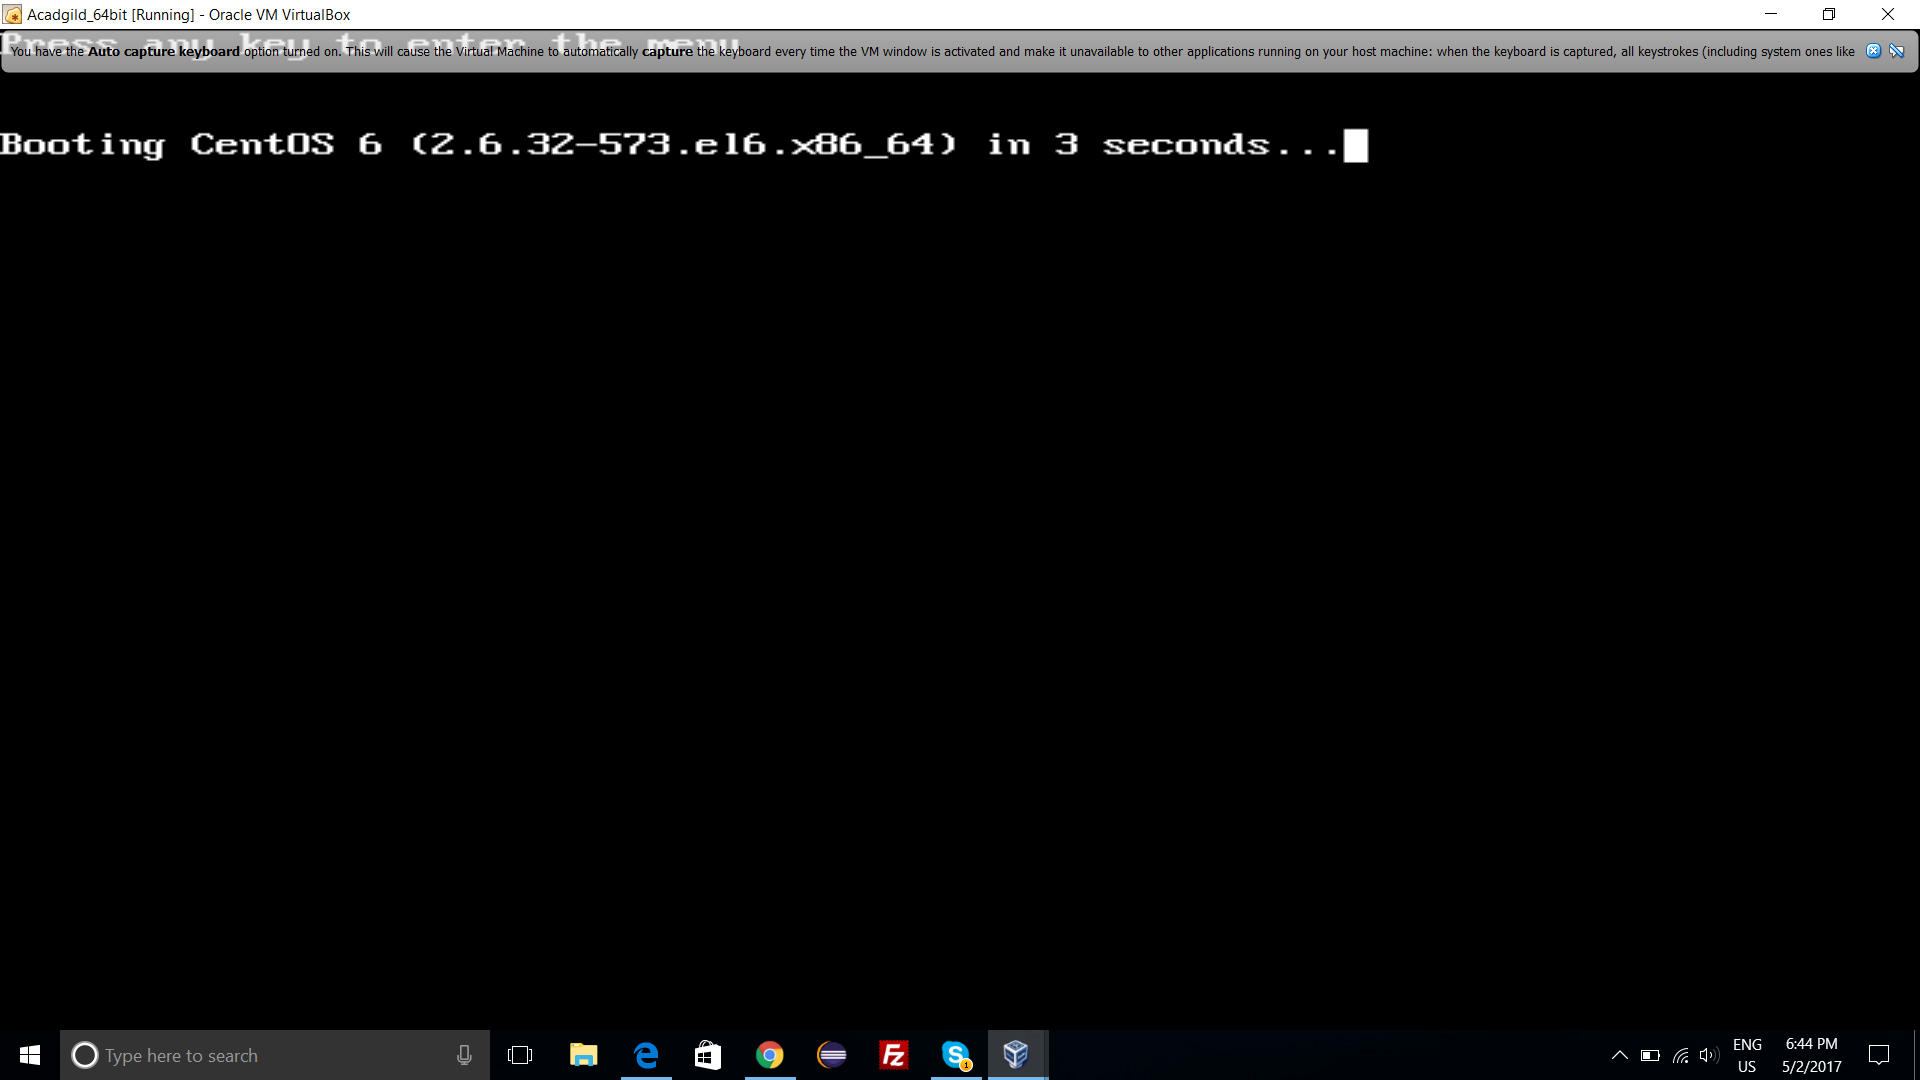 Acadgild_64bit [Running] - Oracle VM VirtualBox
Press any key to enter the menu
You have the Auto capture keyboard option turned on. This will cause the Virtual Machine to automatically capture the keyboard every time the VM window is activated and make it unavailable to other applications running on your host machine: when the keyboard is captured, all keystrokes (including system ones like
Booting CentOS 6 (2.6.32-573.el6.x86_64) in 3 seconds...
Type here to search
Fz
S
1
ENG
US
6:44 PM
5/2/2017